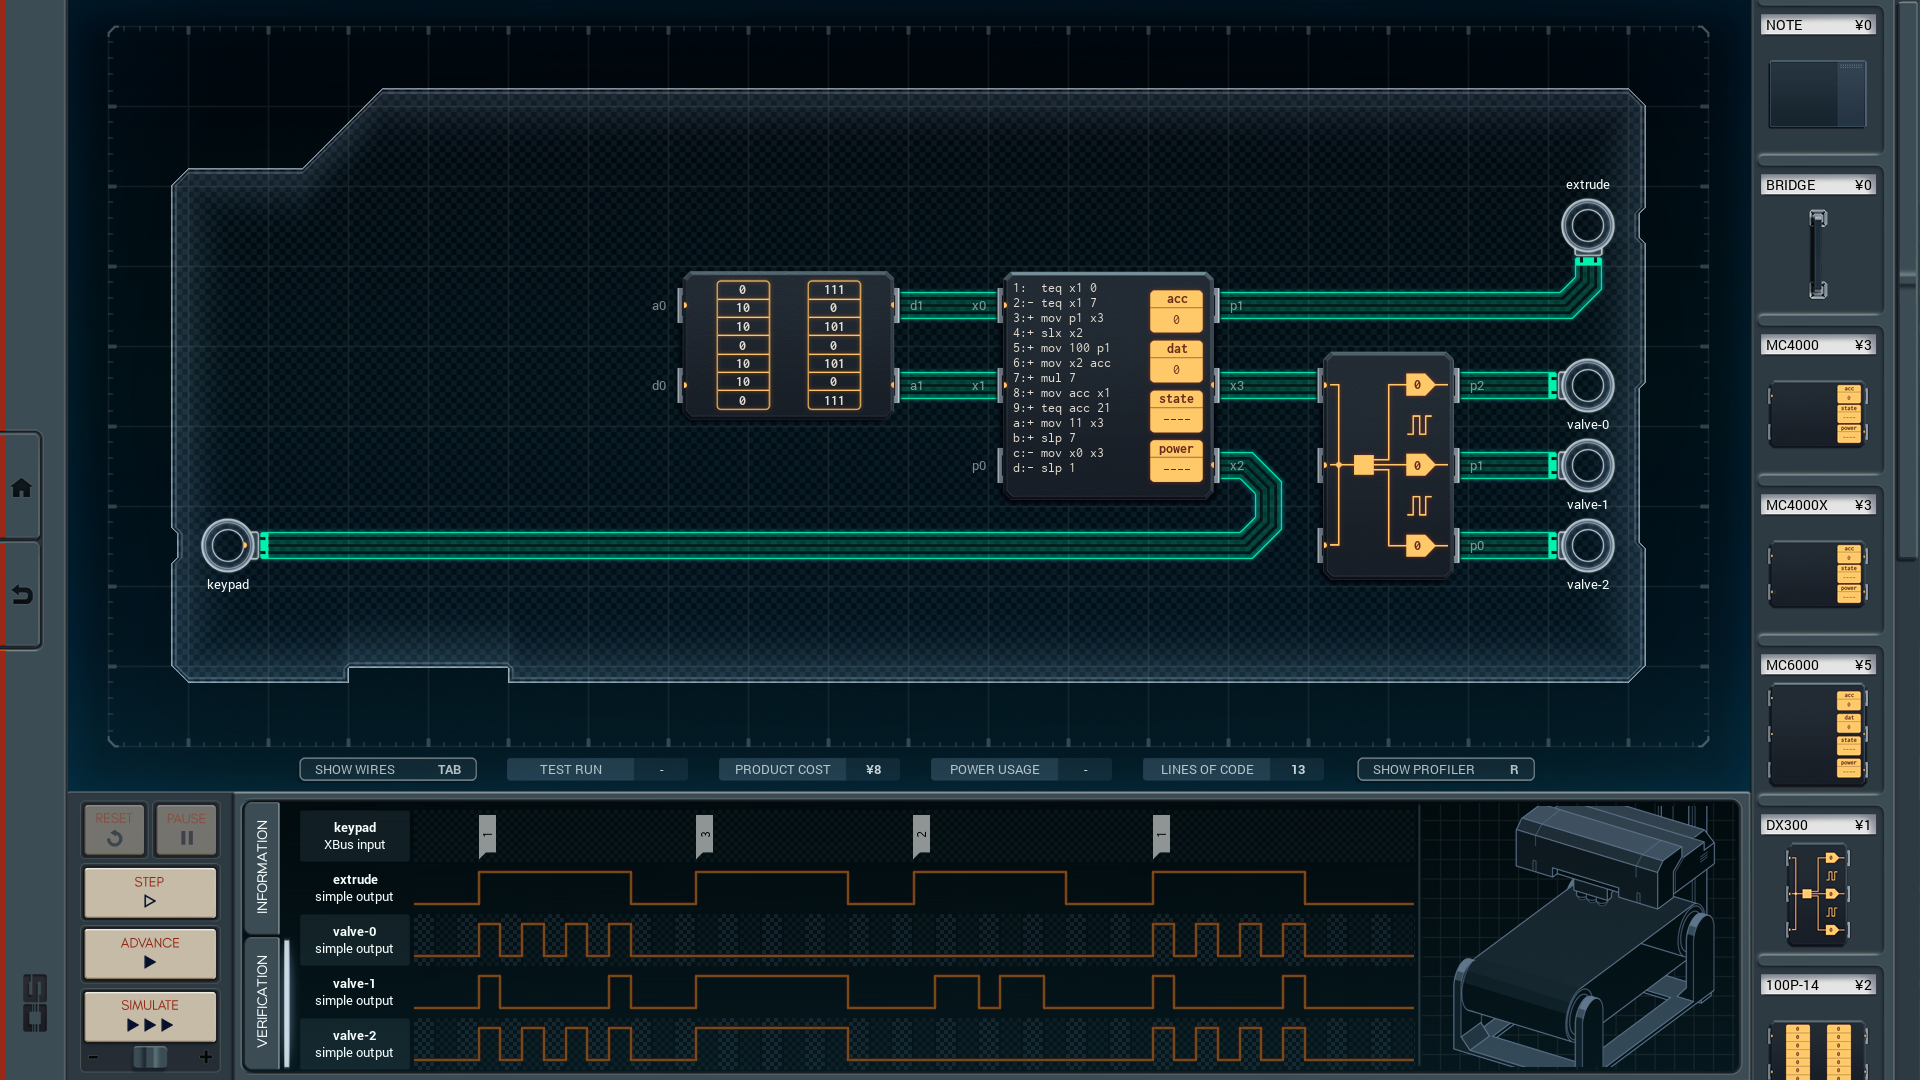 NOTE ¥0
BRIDGE ¥0
MC4000 ¥3
MC4000X ¥3
MC6000 ¥5
DX300 ¥1
100P-14 ¥2
extrude
valve-0
valve-1
valve-2
keypad
a0
d0
d1
a1
0
10
10
0
10
10
0
111
0
101
0
101
0
111
x0
x1
p0
1: teq x1 0
2:- teq x1 7
3:+ mov p1 x3
4:+ slx x2
5:+ mov 100 p1
6:+ mov x2 acc
7:+ mul 7
8:+ mov acc x1
9:+ teq acc 21
a:+ mov 11 x3
b:+ slp 7
c:- mov x0 x3
d:- slp 1
acc
0
dat
0
state
----
power
----
p1
x3
x2
0
0
0
p2
p1
p0
SHOW WIRES TAB
TEST RUN -
PRODUCT COST ¥8
POWER USAGE -
LINES OF CODE 13
SHOW PROFILER R
RESET
PAUSE
STEP
ADVANCE
SIMULATE
- +
INFORMATION
VERIFICATION
keypad
XBus input
1 3 2 1
extrude
simple output
valve-0
simple output
valve-1
simple output
valve-2
simple output